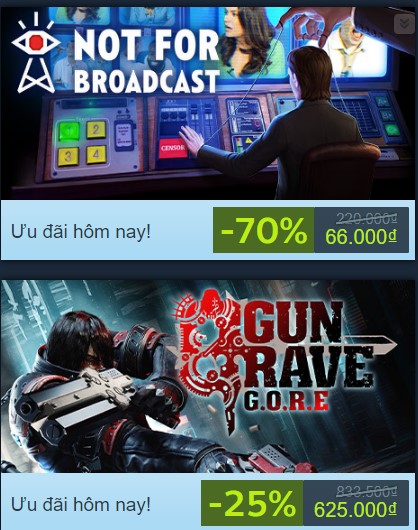 NOT FOR
BROADCAST
1
2
3
4
CENSOR
Ưu đãi hôm nay!
-70%
220.000₫
66.000₫
GUN
GRAVE
G.O.R.E
Ưu đãi hôm nay!
-25%
833.500₫
625.000₫